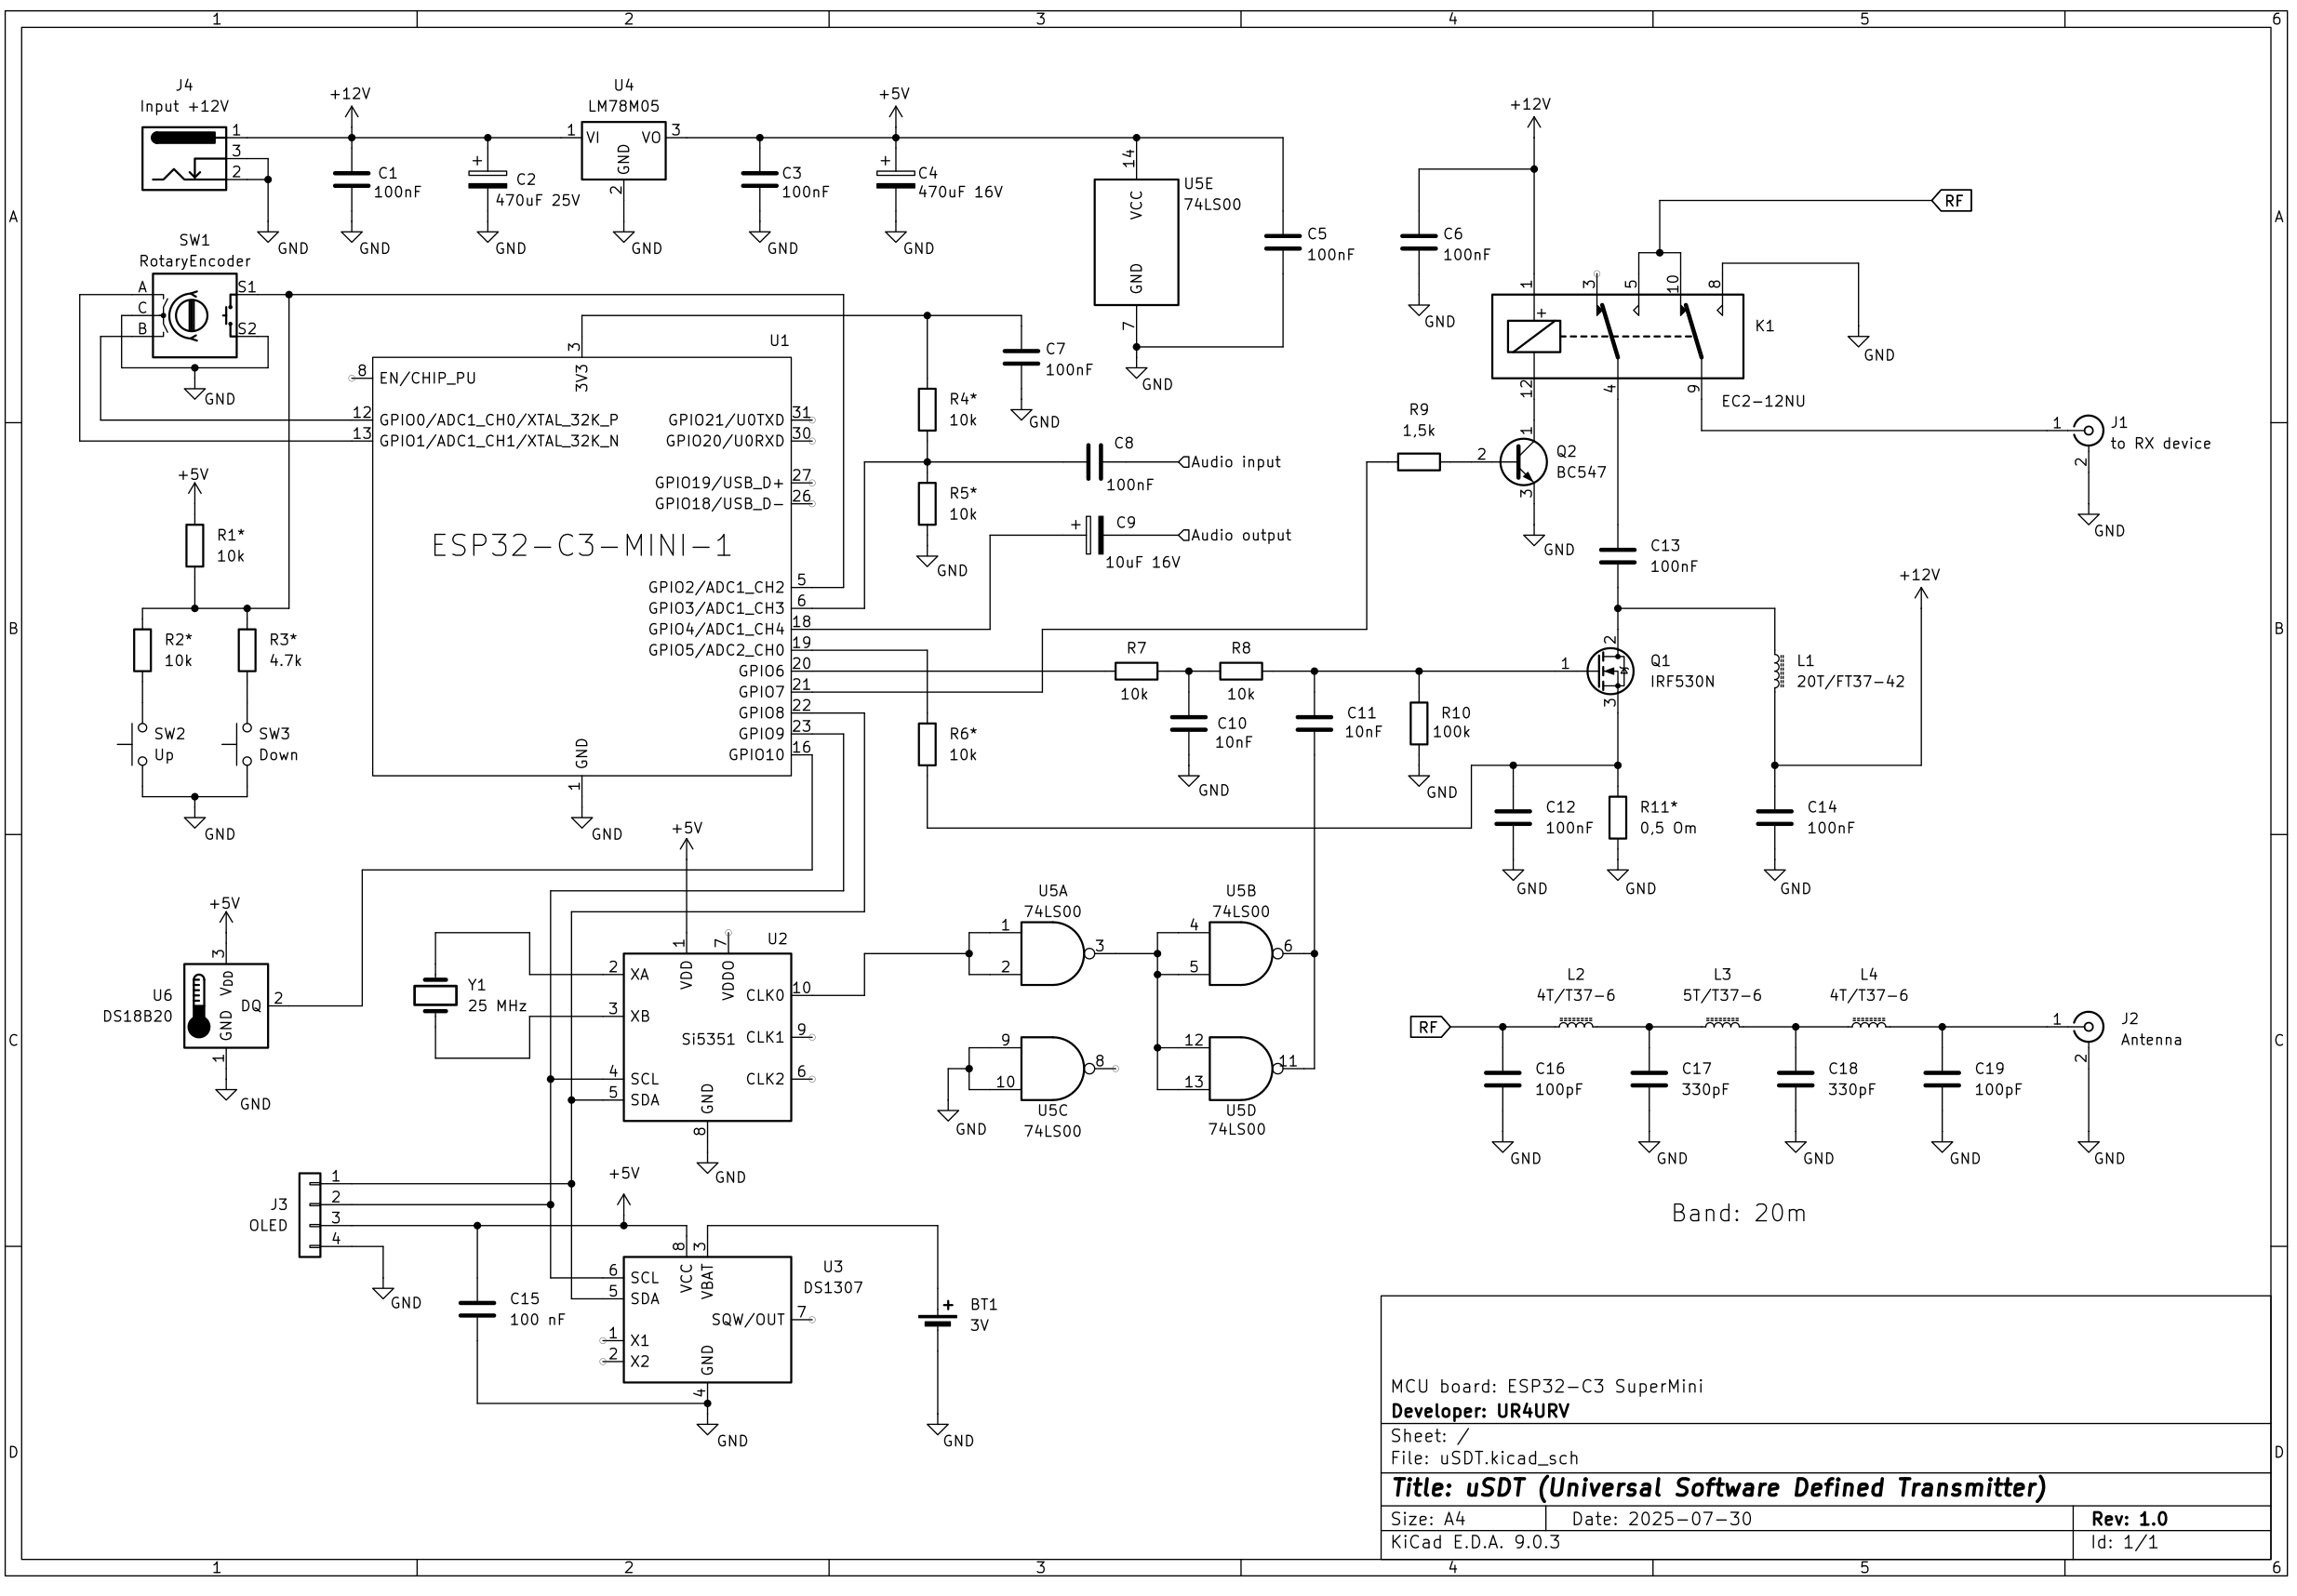 1 2 3 4 5 6
A
B
C
D
A
B
C
D
J4
Input +12V
1
3
2
GND
+12V
C1
100nF
GND
+
C2
470uF 25V
GND
U4
LM78M05
1 VI VO 3
GND
2
GND
C3
100nF
GND
+5V
+
C4
470uF 16V
GND
14
VCC
GND
7
U5E
74LS00
GND
C5
100nF
SW1
RotaryEncoder
A
C
B
S1
S2
GND
+5V
R1*
10k
R2*
10k
R3*
4.7k
SW2
Up
SW3
Down
GND
U1
ESP32-C3-MINI-1
3
3V3
8 EN/CHIP_PU
12 GPIO0/ADC1_CH0/XTAL_32K_P
13 GPIO1/ADC1_CH1/XTAL_32K_N
GPIO21/U0TXD 31
GPIO20/U0RXD 30
GPIO19/USB_D+ 27
GPIO18/USB_D- 26
GPIO2/ADC1_CH2 5
GPIO3/ADC1_CH3 6
GPIO4/ADC1_CH4 18
GPIO5/ADC2_CH0 19
GPIO6 20
GPIO7 21
GPIO8 22
GPIO9 23
GPIO10 16
GND
1
GND
C7
100nF
GND
R4*
10k
R5*
10k
GND
C8
100nF
Audio input
+
C9
10uF 16V
Audio output
R6*
10k
R7
10k
R8
10k
C10
10nF
GND
C11
10nF
R10
100k
GND
+12V
C6
100nF
GND
RF
1
3
5
10
8
+
K1
EC2-12NU
12
4
9
GND
R9
1,5k
2
1
3
Q2
BC547
GND
1
2
J1
to RX device
GND
C13
100nF
+12V
1
2
3
Q1
IRF530N
L1
20T/FT37-42
C12
100nF
GND
R11*
0,5 Om
GND
C14
100nF
GND
+5V
3
VDD
DQ 2
GND
1
U6
DS18B20
GND
Y1
25 MHz
+5V
U2
Si5351
1
VDD
7
VDDO
2 XA
3 XB
4 SCL
5 SDA
CLK0 10
CLK1 9
CLK2 6
GND
8
GND
U5A
74LS00
1
2
3
U5B
74LS00
4
5
6
9
10
8
U5C
74LS00
GND
12
13
11
U5D
74LS00
RF
L2
4T/T37-6
L3
5T/T37-6
L4
4T/T37-6
1
2
J2
Antenna
C16
100pF
C17
330pF
C18
330pF
C19
100pF
GND
GND
GND
GND
GND
Band: 20m
J3
OLED
1
2
3
4
GND
+5V
C15
100 nF
U3
DS1307
8
VCC
3
VBAT
6 SCL
5 SDA
SQW/OUT 7
1 X1
2 X2
GND
4
GND
+
BT1
3V
GND
MCU board: ESP32-C3 SuperMini
Developer: UR4URV
Sheet: /
File: uSDT.kicad_sch
Title: uSDT (Universal Software Defined Transmitter)
Size: A4 Date: 2025-07-30 Rev: 1.0
KiCad E.D.A. 9.0.3 Id: 1/1
1 2 3 4 5 6